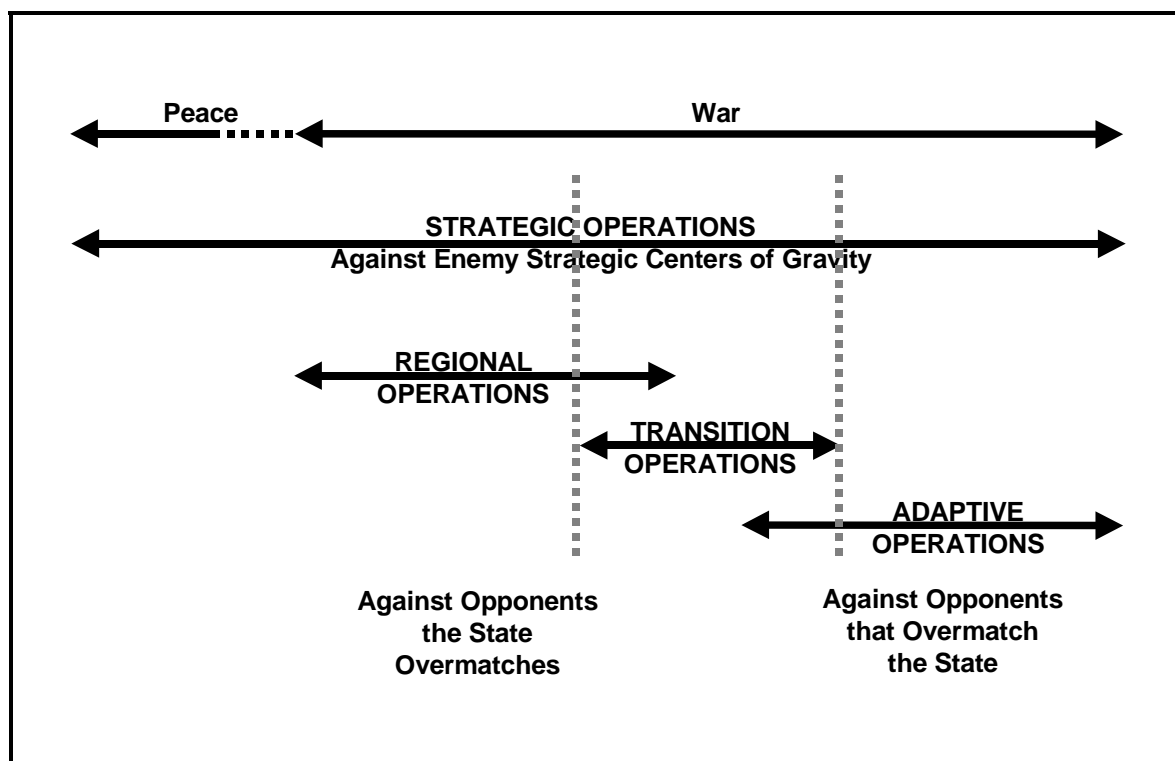 Peace
War
STRATEGIC OPERATIONS
Against Enemy Strategic Centers of Gravity
REGIONAL
OPERATIONS
TRANSITION
OPERATIONS
ADAPTIVE
OPERATIONS
Against Opponents
the State
Overmatches
Against Opponents
that Overmatch
the State